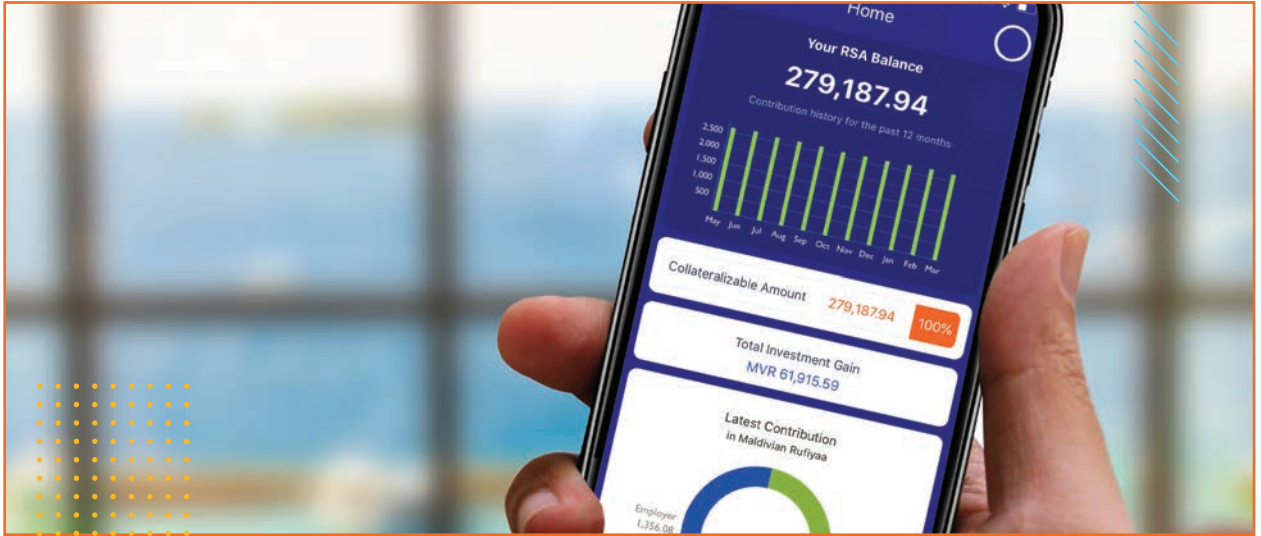 Home
Your RSA Balance
279,187.94
Contribution history for the past 12 months
2.500
2.000
1.500
1.000
500
May Jun Jul Aug Sep Oct Nov Dec Jan Feb Mar
Collateralizable Amount 279,187.94 100%
Total Investment Gain
MVR 61,915.59
Latest Contribution
in Maldivian Rufiyaa
Employer
1,356.08